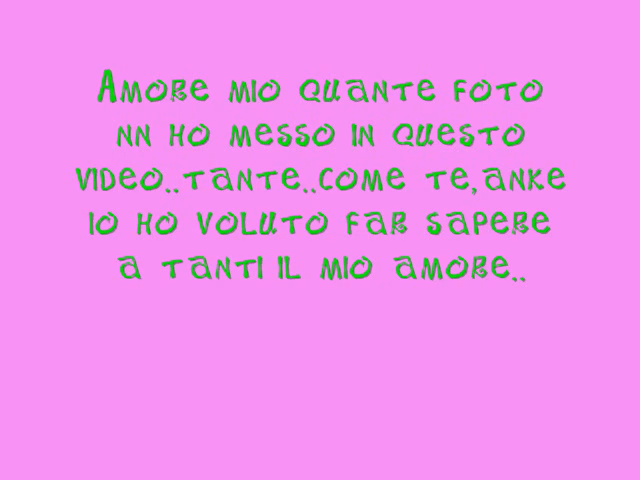 Amore mio quante foto
nn ho messo in questo
video..tante..come te,anke
io ho voluto far sapere
a tanti il mio amore..